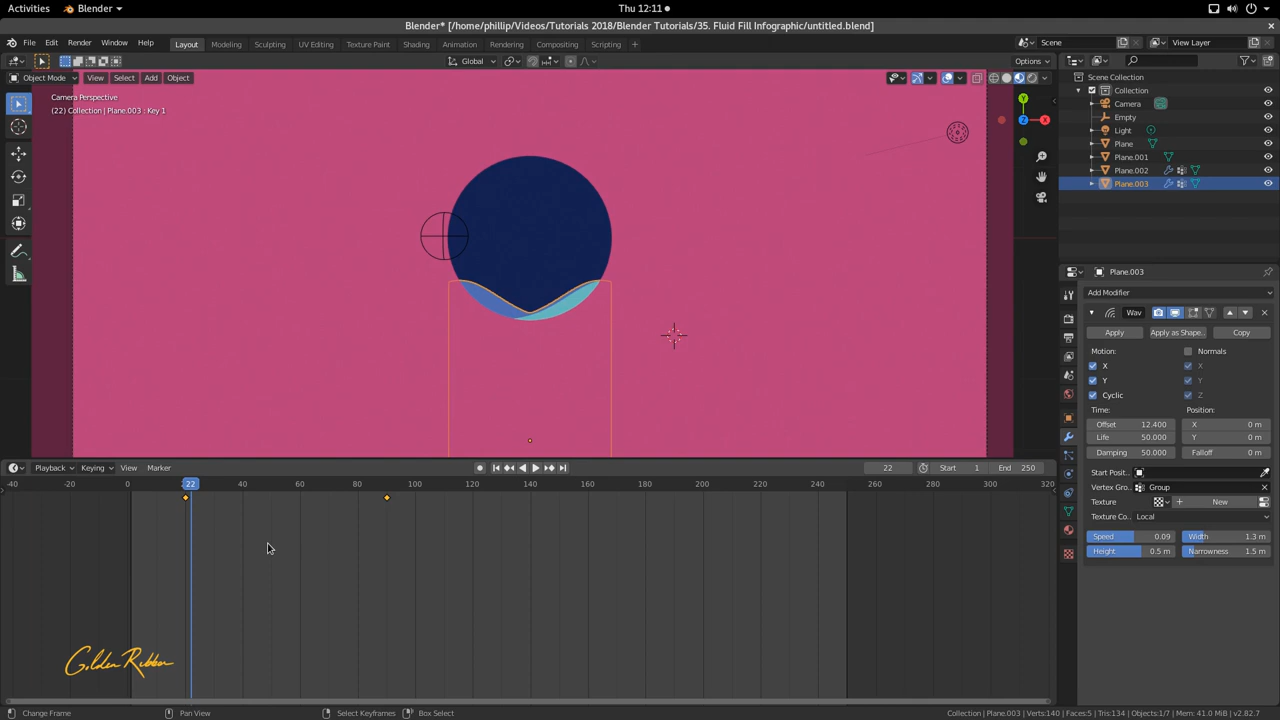 Activities Blender Thu 12:11
Blender* [/home/phillip/Videos/Tutorials 2018/Blender Tutorials/35. Fluid Fill Infographic/untitled.blend]
File Edit Render Window Help Layout Modeling Sculpting UV Editing Texture Paint Shading Animation Rendering Compositing Scripting + Scene View Layer
Global Options
Object Mode View Select Add Object
Scene Collection
Collection
Camera
Empty
Light
Plane
Plane.001
Plane.002
Plane.003
Camera Perspective
(22) Collection | Plane.003 : Key 1
Y
Z X
Plane.003
Add Modifier
Wav
Apply Apply as Shape.. Copy
Motion: Normals
X X
Y Y
Cyclic Z
Time: Position:
Offset 12.400 X 0 m
Life 50.000 Y 0 m
Damping 50.000 Falloff 0 m
Start Posit..
Vertex Gro.. Group
Texture New
Texture Co.. Local
Speed 0.09 Width 1.3 m
Height 0.5 m Narrowness 1.5 m
Playback Keying View Marker 22 Start 1 End 250
-40 -20 0 22 40 60 80 100 120 140 160 180 200 220 240 260 280 300 320
Golden Ribbon
Change Frame Pan View Select Keyframes Box Select Collection | Plane.003 | Verts:140 | Faces:5 | Tris:134 | Objects:1/7 | Mem: 41.0 MiB | v2.82.7